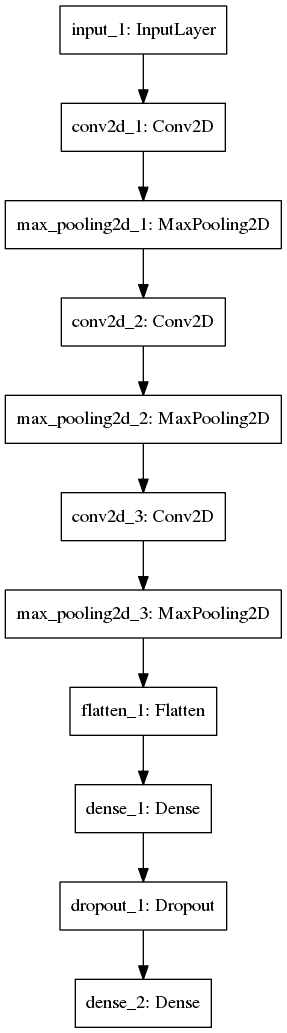 input_1: InputLayer
conv2d_1: Conv2D
max_pooling2d_1: MaxPooling2D
conv2d_2: Conv2D
max_pooling2d_2: MaxPooling2D
conv2d_3: Conv2D
max_pooling2d_3: MaxPooling2D
flatten_1: Flatten
dense_1: Dense
dropout_1: Dropout
dense_2: Dense